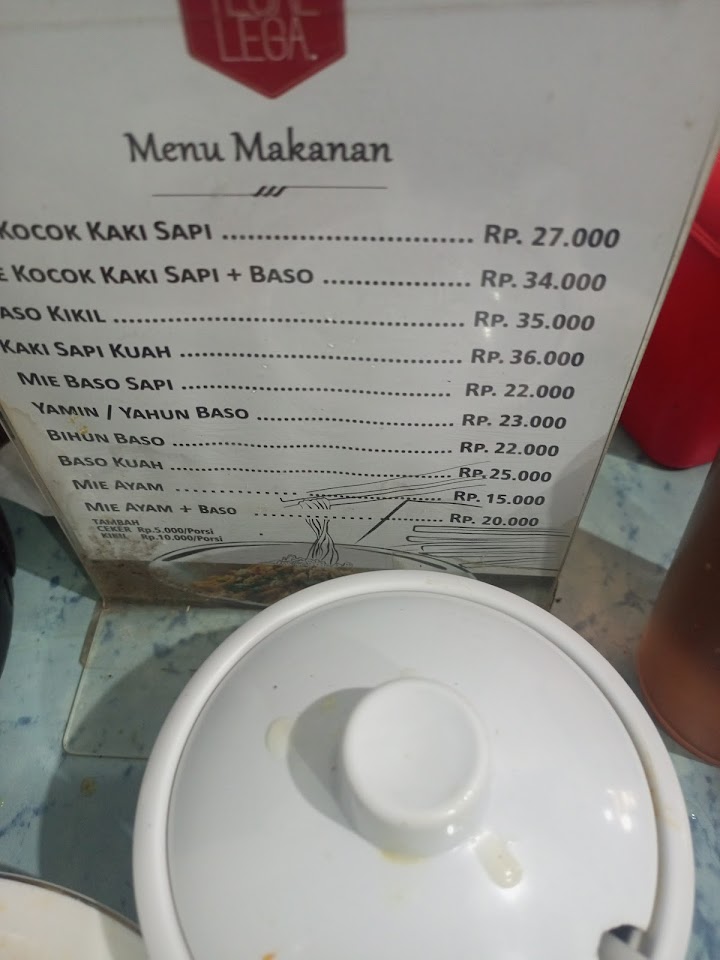 LEGA.
Menu Makanan
KOCOK KAKI SAPI ........................... RP. 27.000
E KOCOK KAKI SAPI + BASO .................. RP. 34.000
ASO KIKIL ................................. RP. 35.000
KAKI SAPI KUAH ............................ RP. 36.000
MIE BASO SAPI ............................. RP. 22.000
YAMIN / YAHUN BASO ........................ RP. 23.000
BIHUN BASO ................................ RP. 22.000
BASO KUAH ................................. RP. 25.000
MIE AYAM .................................. RP. 15.000
MIE AYAM + BASO ........................... RP. 20.000
TAMBAH
CEKER Rp.5.000/Porsi
KIKIL Rp.10.000/Porsi